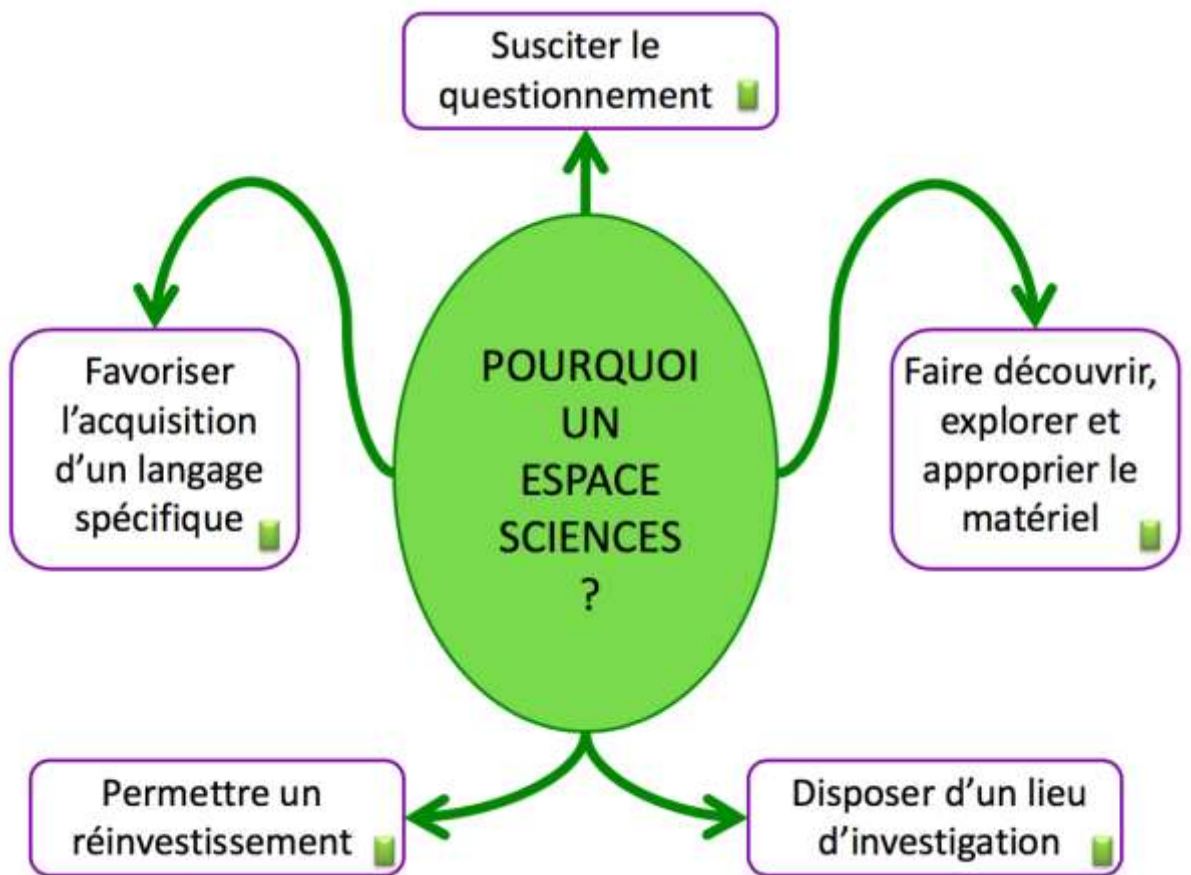 Susciter le
questionnement
Favoriser
l'acquisition
d'un langage
spécifique
POURQUOI
UN
ESPACE
SCIENCES
?
Faire découvrir,
explorer et
approprier le
matériel
Permettre un
réinvestissement
Disposer d'un lieu
d'investigation